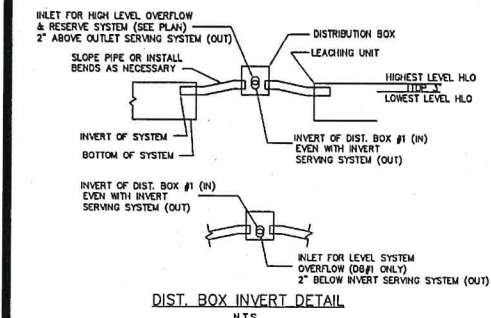 INLET FOR HIGH LEVEL OVERFLOW
& RESERVE SYSTEM (SEE PLAN)
2" ABOVE OUTLET SERVING SYSTEM (OUT)
DISTRIBUTION BOX
SLOPE PIPE OR INSTALL
BENDS AS NECESSARY
LEACHING UNIT
HIGHEST LEVEL HLO
LOWEST LEVEL HLO
INVERT OF SYSTEM
BOTTOM OF SYSTEM
INVERT OF DIST. BOX #1 (IN)
EVEN WITH INVERT
SERVING SYSTEM (OUT)
INVERT OF DIST. BOX #1 (IN)
EVEN WITH INVERT
SERVING SYSTEM (OUT)
INLET FOR LEVEL SYSTEM
OVERFLOW (DB#1 ONLY)
2" BELOW INVERT SERVING SYSTEM (OUT)
DIST. BOX INVERT DETAIL
N.T.S.